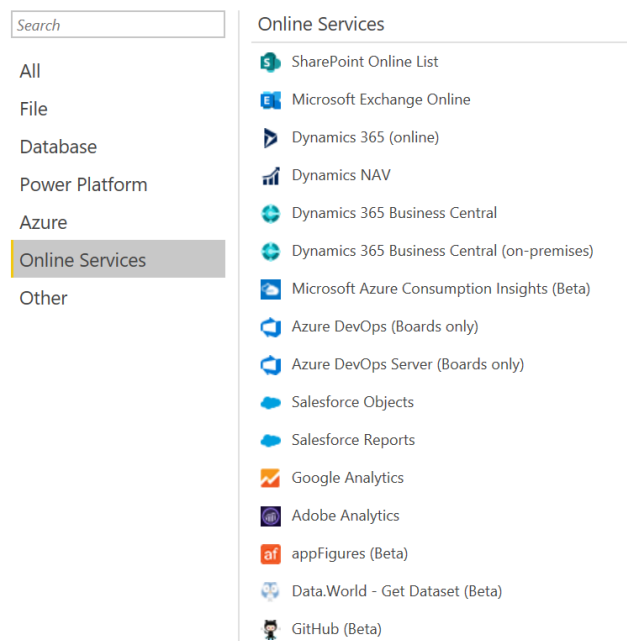 Search
All
File
Database
Power Platform
Azure
Online Services
Other
Online Services
SharePoint Online List
Microsoft Exchange Online
Dynamics 365 (online)
Dynamics NAV
Dynamics 365 Business Central
Dynamics 365 Business Central (on-premises)
Microsoft Azure Consumption Insights (Beta)
Azure DevOps (Boards only)
Azure DevOps Server (Boards only)
Salesforce Objects
Salesforce Reports
Google Analytics
Adobe Analytics
af appFigures (Beta)
Data.World - Get Dataset (Beta)
GitHub (Beta)